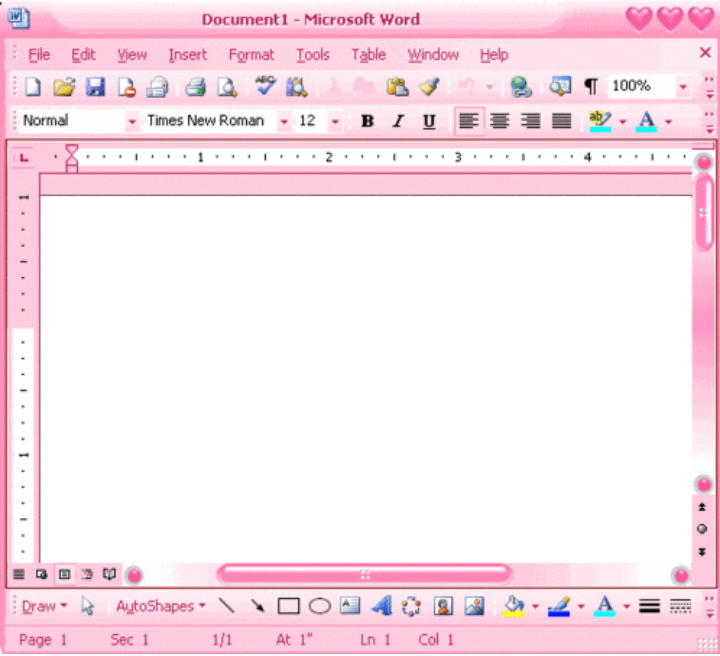 Document1 - Microsoft Word
File Edit View Insert Format Tools Table Window Help
100%
Normal Times New Roman 12 B I U A
1 2 3 4
1
1
Draw AutoShapes A
Page 1 Sec 1 1/1 At 1" Ln 1 Col 1